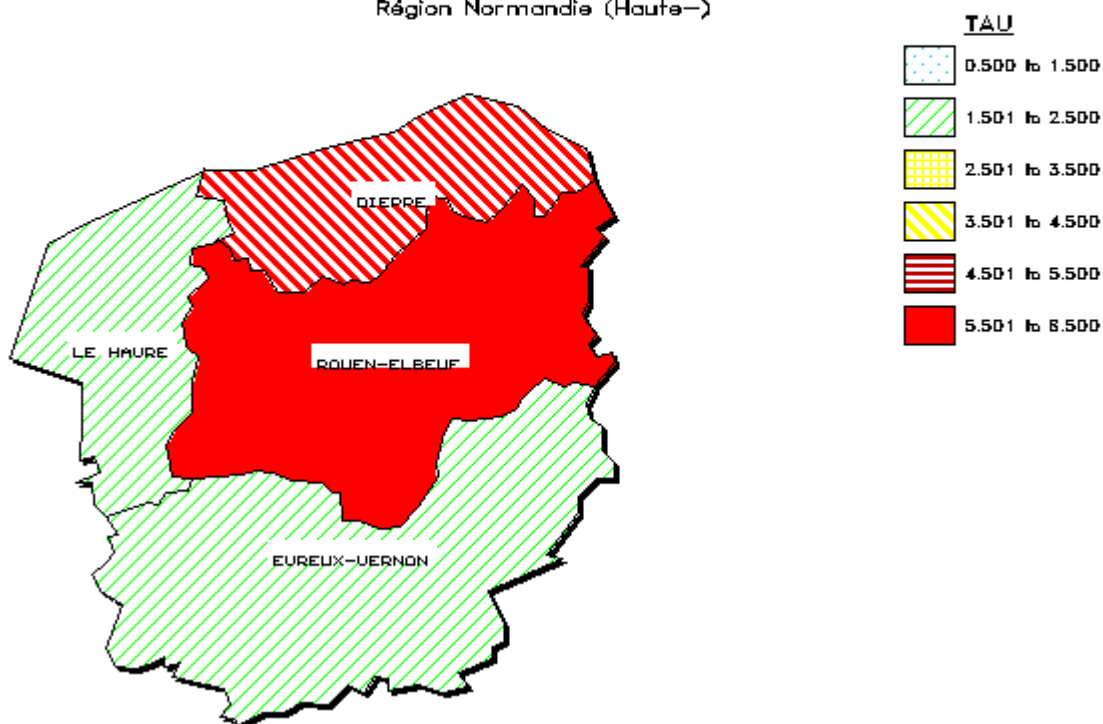 Région Normandie (Haute-)
TAU
0.500 to 1.500
1.501 to 2.500
2.501 to 3.500
3.501 to 4.500
4.501 to 5.500
5.501 to 6.500
DIEPPE
LE HAVRE
ROUEN-ELBEUF
EVREUX-VERNON